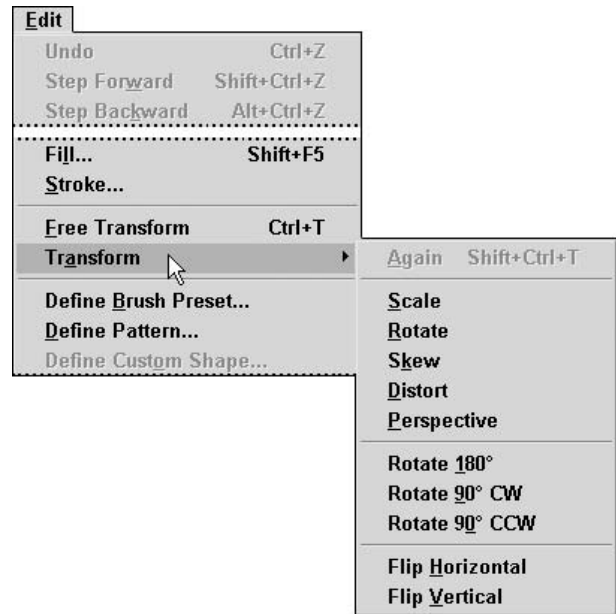 Edit
Undo Ctrl+Z
Step Forward Shift+Ctrl+Z
Step Backward Alt+Ctrl+Z
Fill... Shift+F5
Stroke...
Free Transform Ctrl+T
Transform
Define Brush Preset...
Define Pattern...
Define Custom Shape...
Again Shift+Ctrl+T
Scale
Rotate
Skew
Distort
Perspective
Rotate 180°
Rotate 90° CW
Rotate 90° CCW
Flip Horizontal
Flip Vertical